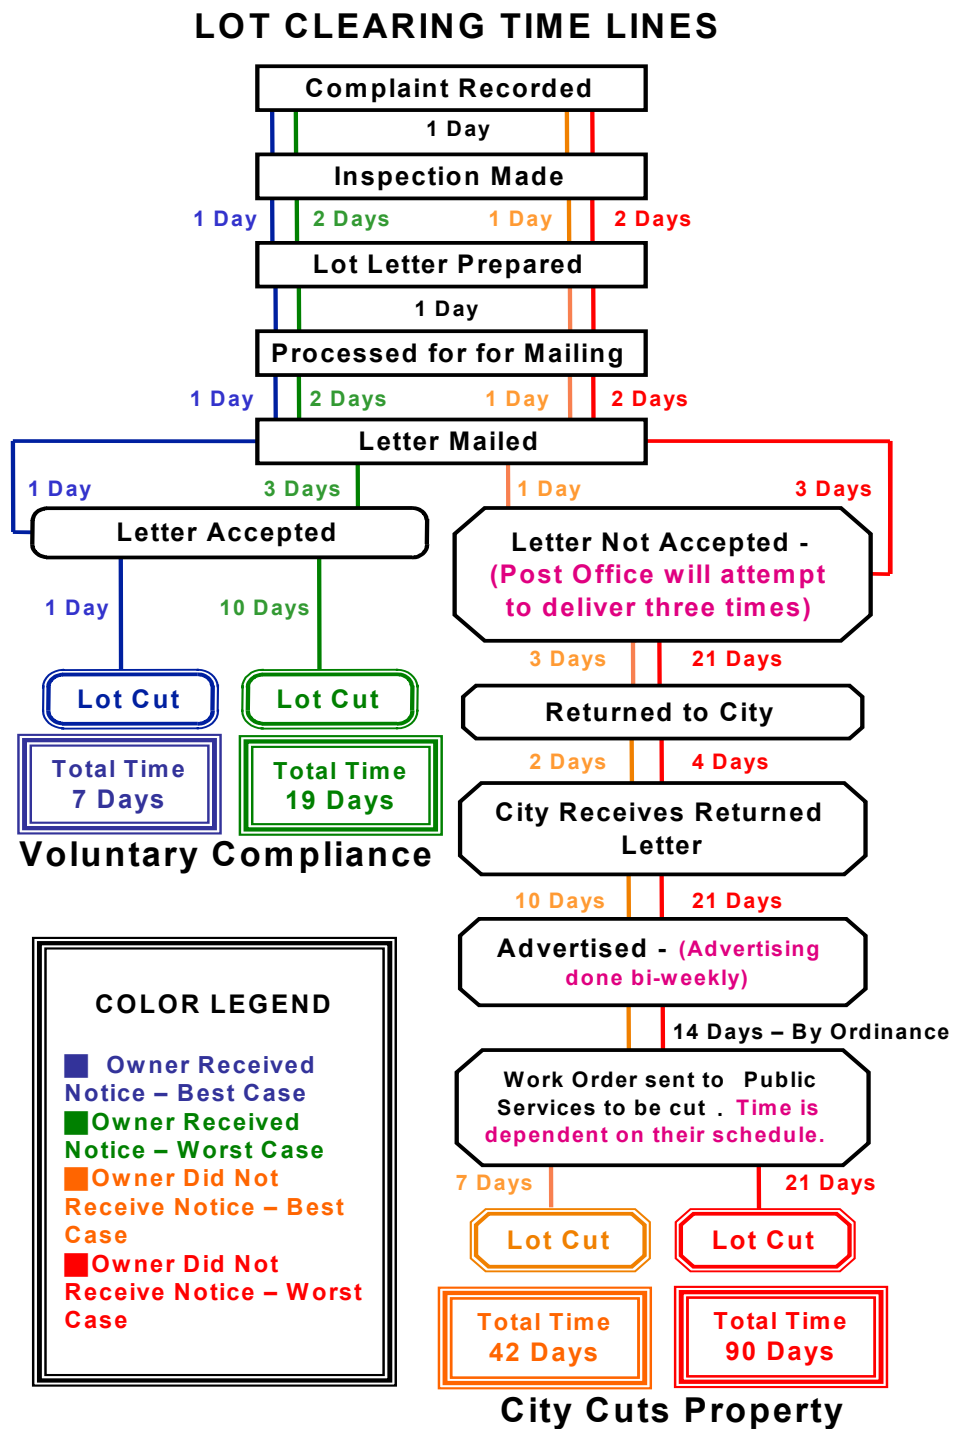 LOT CLEARING TIME LINES
Complaint Recorded
1 Day
Inspection Made
1 Day
2 Days
1 Day
2 Days
Lot Letter Prepared
1 Day
Processed for for Mailing
1 Day
2 Days
1 Day
2 Days
Letter Mailed
1 Day
3 Days
1 Day
3 Days
Letter Accepted
1 Day
10 Days
Lot Cut
Lot Cut
Total Time
7 Days
Total Time
19 Days
Voluntary Compliance
Letter Not Accepted -
(Post Office will attempt
to deliver three times)
3 Days
21 Days
Returned to City
2 Days
4 Days
City Receives Returned
Letter
10 Days
21 Days
Advertised - (Advertising
done bi-weekly)
14 Days – By Ordinance
Work Order sent to Public
Services to be cut . Time is
dependent on their schedule.
7 Days
21 Days
Lot Cut
Lot Cut
Total Time
42 Days
Total Time
90 Days
City Cuts Property
COLOR LEGEND
Owner Received
Notice – Best Case
Owner Received
Notice – Worst Case
Owner Did Not
Receive Notice – Best
Case
Owner Did Not
Receive Notice – Worst
Case